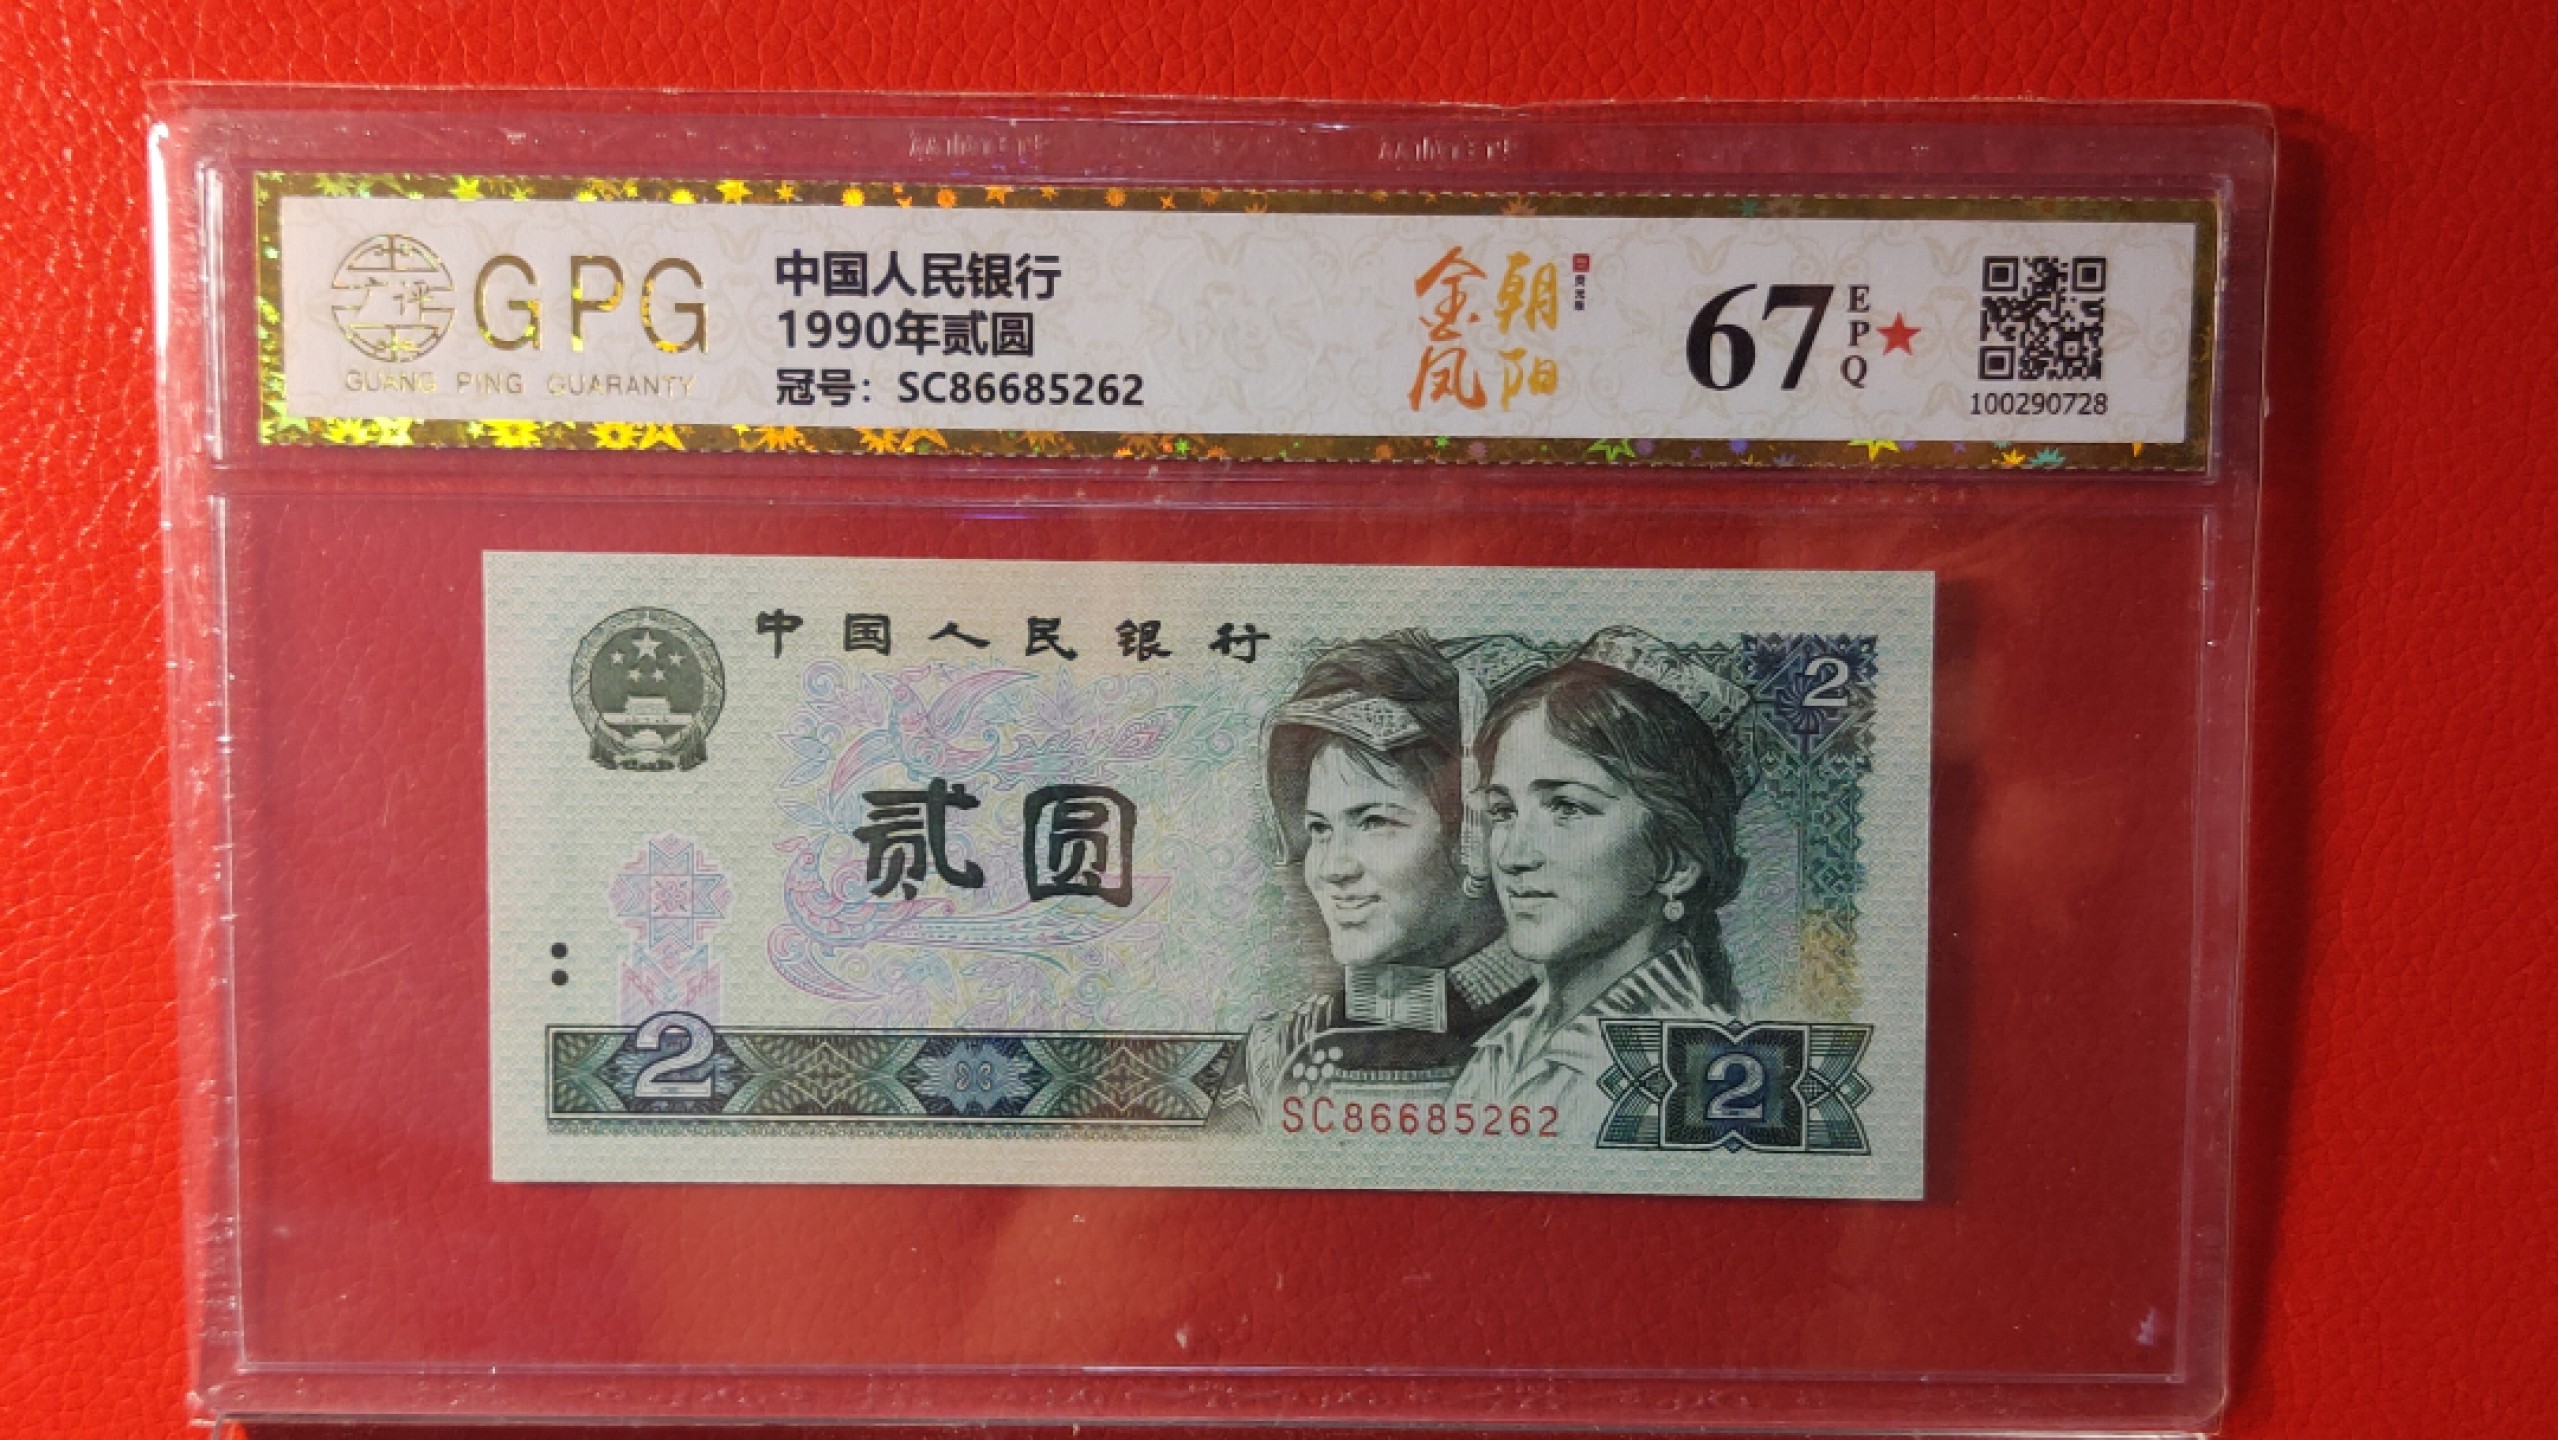 GPG
广评
GUANG PING GUARANTY
中国人民银行
1990年贰圆
冠号：SC86685262
金凤
朝阳
67
EPQ
100290728
中国人民银行
2
贰圆
2
SC86685262
2